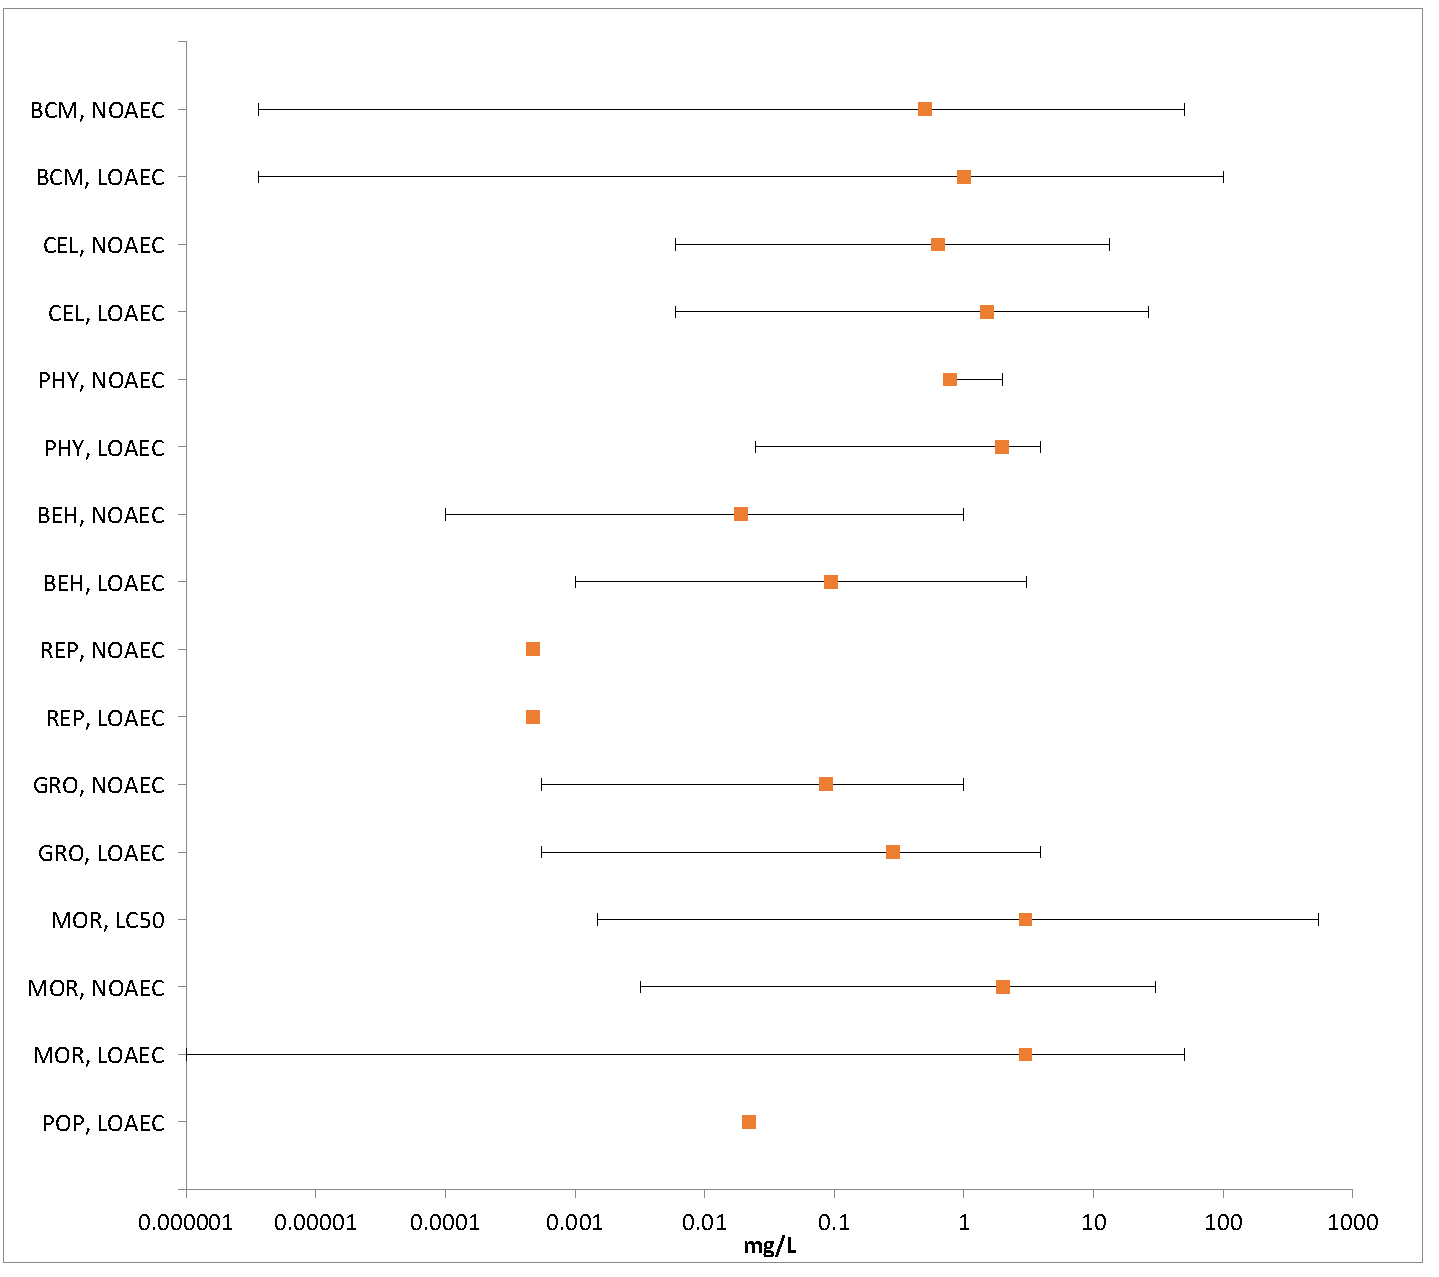 BCM, NOAEC
BCM, LOAEC
CEL, NOAEC
CEL, LOAEC
PHY, NOAEC
PHY, LOAEC
BEH, NOAEC
BEH, LOAEC
REP, NOAEC
REP, LOAEC
GRO, NOAEC
GRO, LOAEC
MOR, LC50
MOR, NOAEC
MOR, LOAEC
POP, LOAEC
0.000001 0.00001 0.0001 0.001 0.01 0.1 1 10 100 1000
mg/L